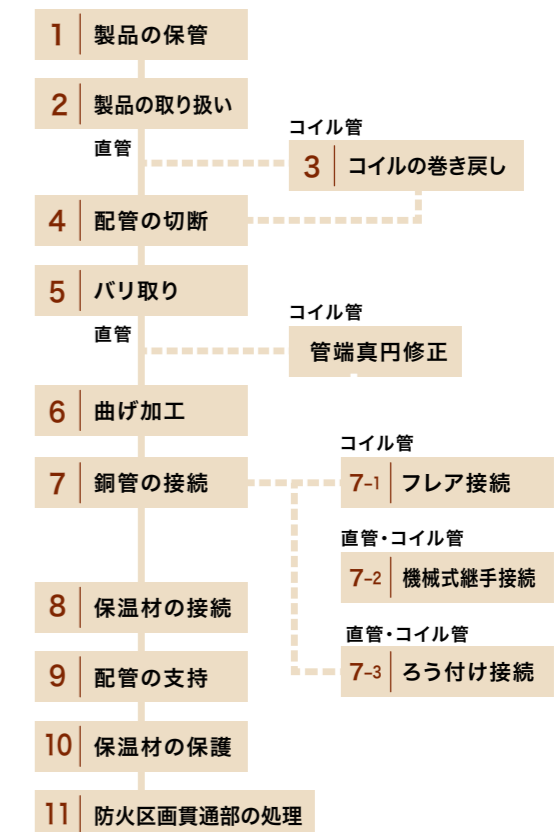 1 製品の保管
2 製品の取り扱い
直管
コイル管
3 コイルの巻き戻し
4 配管の切断
5 バリ取り
直管
コイル管
管端真円修正
6 曲げ加工
7 銅管の接続
コイル管
7-1 フレア接続
直管・コイル管
7-2 機械式継手接続
直管・コイル管
7-3 ろう付け接続
8 保温材の接続
9 配管の支持
10 保温材の保護
11 防火区画貫通部の処理